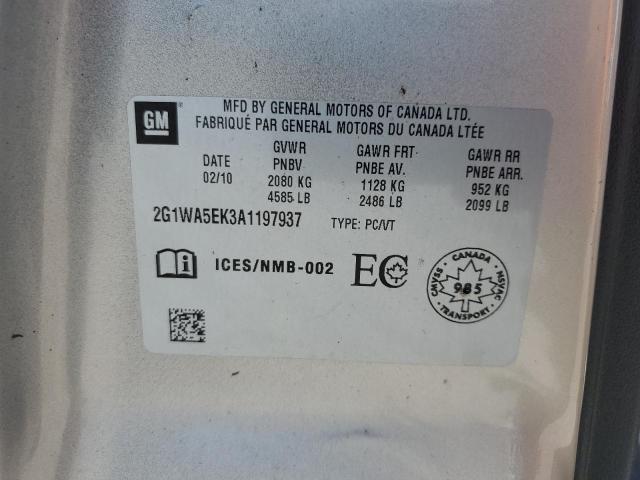 GM
MFD BY GENERAL MOTORS OF CANADA LTD.
FABRIQUÉ PAR GENERAL MOTORS DU CANADA LTÉE
DATE
02/10
GVWR
PNBV
2080 KG
4585 LB
GAWR FRT
PNBE AV.
1128 KG
2486 LB
GAWR RR
PNBE ARR.
952 KG
2099 LB
2G1WA5EK3A1197937 TYPE: PC/VT
i ICES/NMB-002 EC
CANADA
CMVSS 985 NSVAC
TRANSPORT